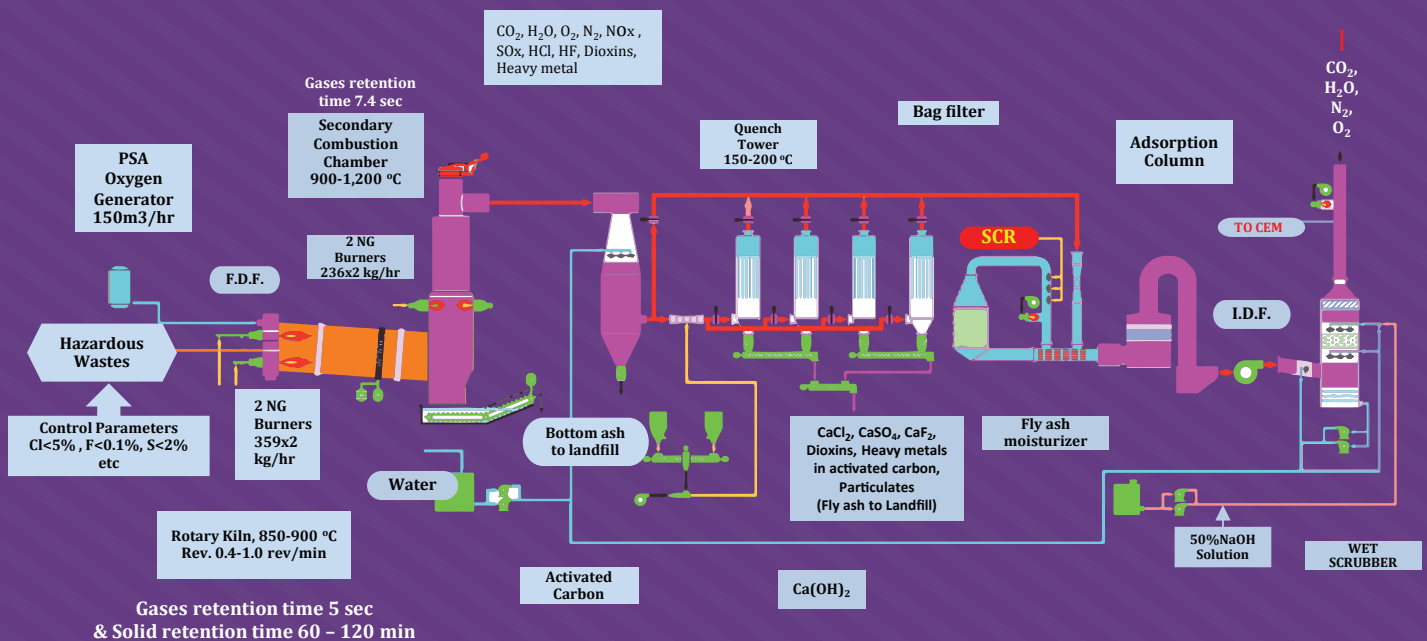 CO₂, H₂O, O₂, N₂, NOx ,
SOx, HCl, HF, Dioxins,
Heavy metal
Gases retention
time 7.4 sec
Secondary
Combustion
Chamber
900-1,200 ºC
PSA
Oxygen
Generator
150m3/hr
Quench
Tower
150-200 ºC
Bag filter
Adsorption
Column
CO₂,
H₂O,
N₂,
O₂
TO CEM
SCR
2 NG
Burners
236x2 kg/hr
F.D.F.
I.D.F.
Hazardous
Wastes
Control Parameters
Cl<5% , F<0.1%, S<2%
etc
2 NG
Burners
359x2
kg/hr
Bottom ash
to landfill
Water
CaCl₂, CaSO₄, CaF₂,
Dioxins, Heavy metals
in activated carbon,
Particulates
(Fly ash to Landfill)
Fly ash
moisturizer
Rotary Kiln, 850-900 ºC
Rev. 0.4-1.0 rev/min
50%NaOH
Solution
WET
SCRUBBER
Activated
Carbon
Ca(OH)₂
Gases retention time 5 sec
& Solid retention time 60 – 120 min